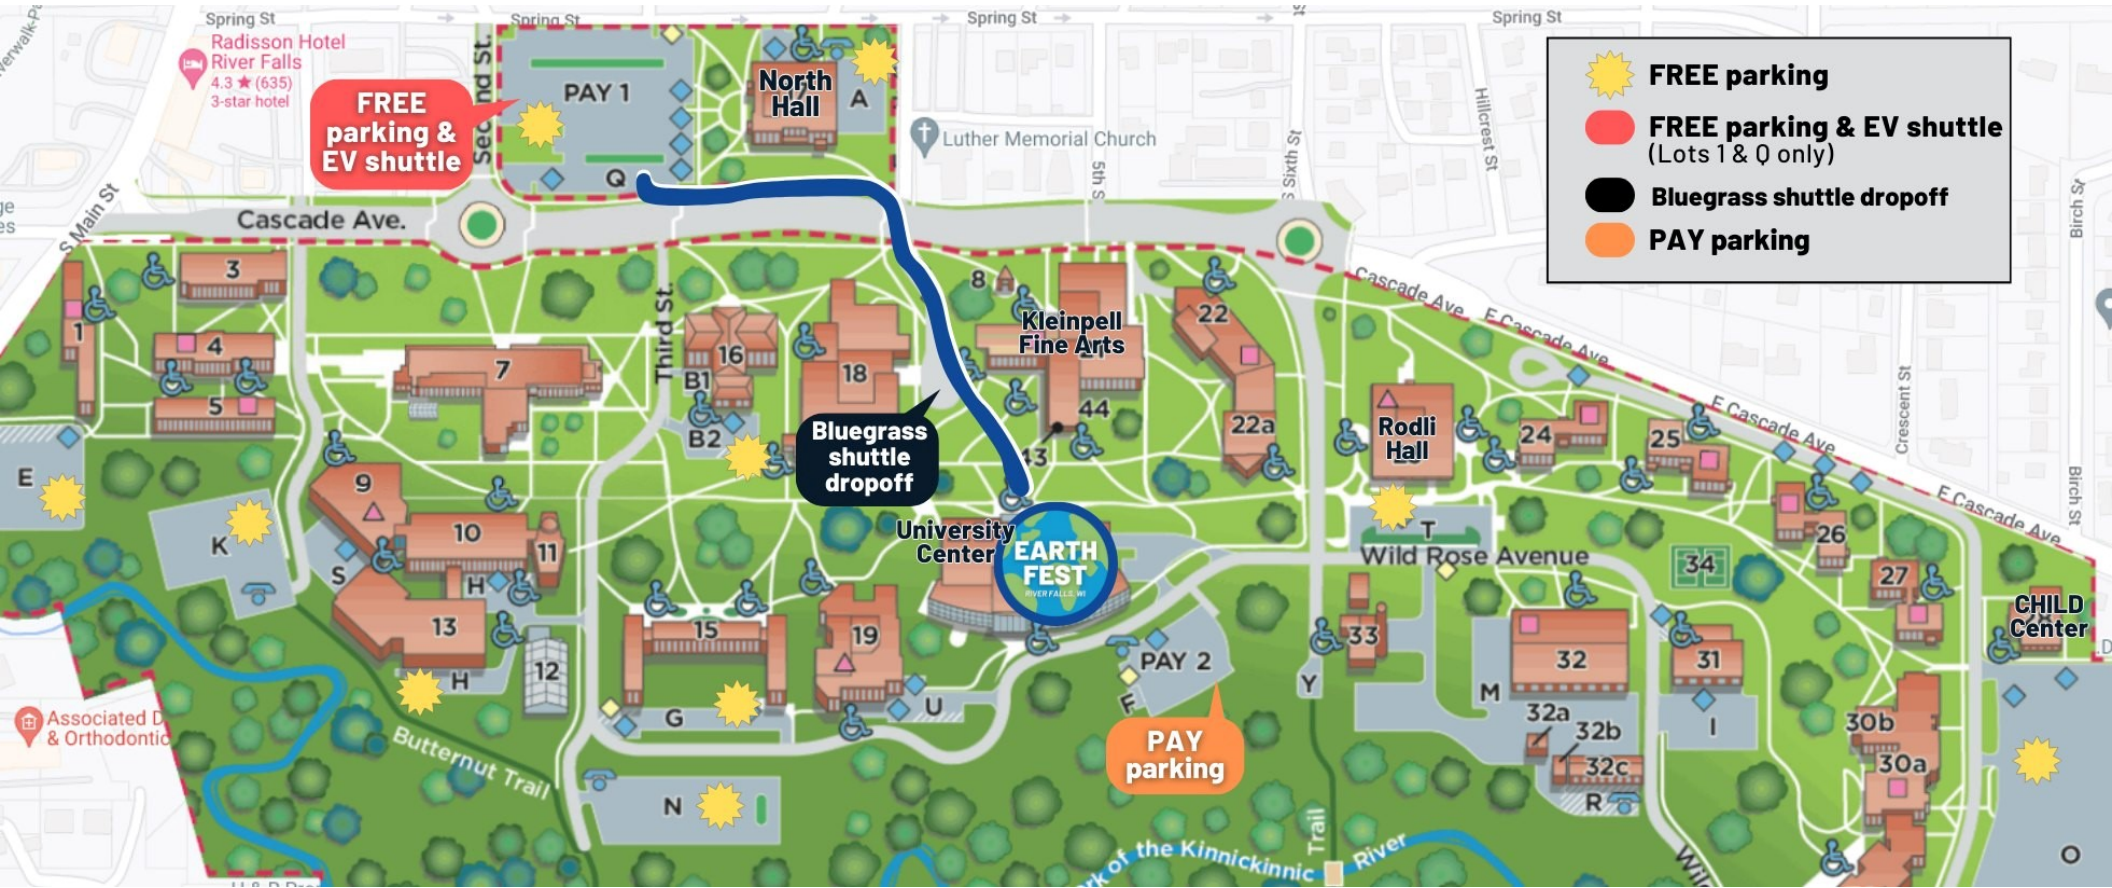 Spring St
Spring St
Spring St
Spring St
Radisson Hotel
River Falls
4.3 ★ (635)
3-star hotel
Second St.
FREE
parking &
EV shuttle
PAY 1
Q
North
Hall
A
Luther Memorial Church
5th S
S Sixth St
Hillcrest St
Birch St
FREE parking
FREE parking & EV shuttle
(Lots 1 & Q only)
Bluegrass shuttle dropoff
PAY parking
S Main St
Cascade Ave.
Cascade Ave
E Cascade Ave
E Cascade Ave
E Cascade Ave
Crescent St
Birch St
1
3
4
5
7
Third St.
16
B1
B2
18
8
Kleinpell
Fine Arts
44
43
22
22a
Rodli
Hall
24
25
26
27
34
Bluegrass
shuttle
dropoff
E
K
S
9
10
11
H
13
H
12
15
G
19
U
N
University
Center
EARTH
FEST
RIVER FALLS, WI
T
Wild Rose Avenue
PAY 2
F
PAY
parking
Y
33
M
32
32a
32b
32c
R
31
I
CHILD
Center
30b
30a
O
Associated D
& Orthodontic
Butternut Trail
Trail
rk of the Kinnickinnic River